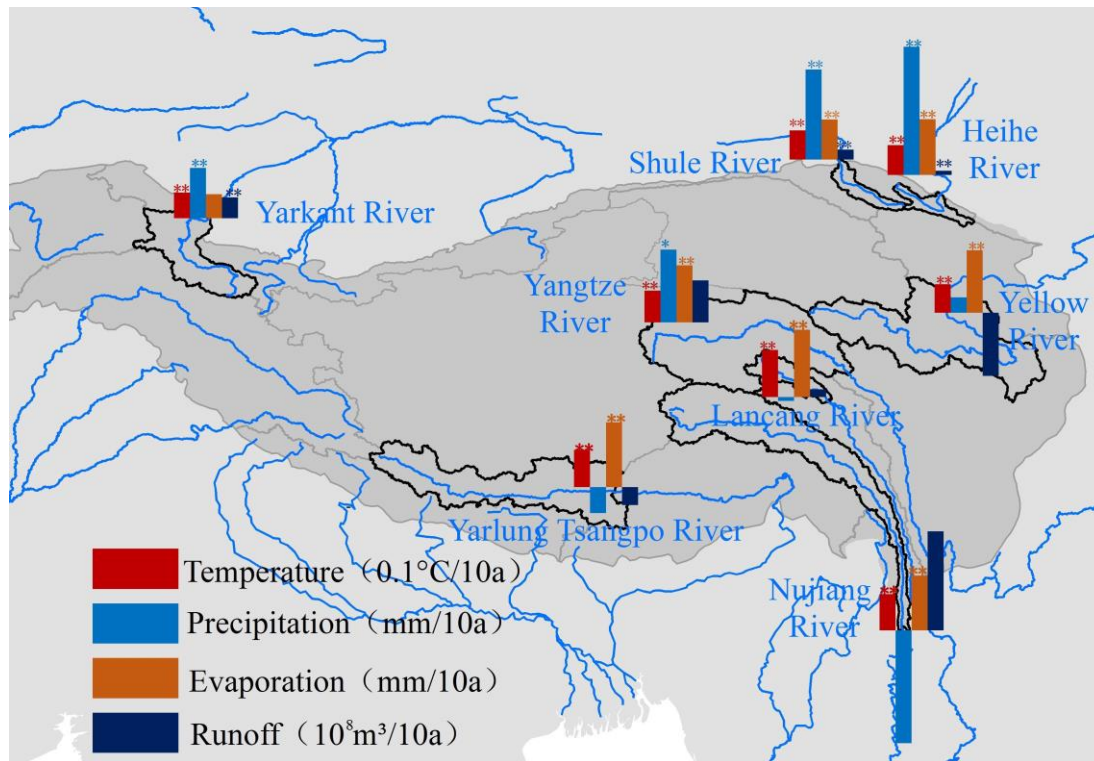 **
**
**
**
**
**
**
**
Heihe
River
Shule River
**
**
**
Yarkant River
**
**
Yellow
River
*
**
**
Yangtze
River
**
**
Lancang River
**
**
Yarlung Tsangpo River
**
**
Nujiang
River
Temperature（0.1°C/10a）
Precipitation（mm/10a）
Evaporation（mm/10a）
Runoff（10⁸m³/10a）